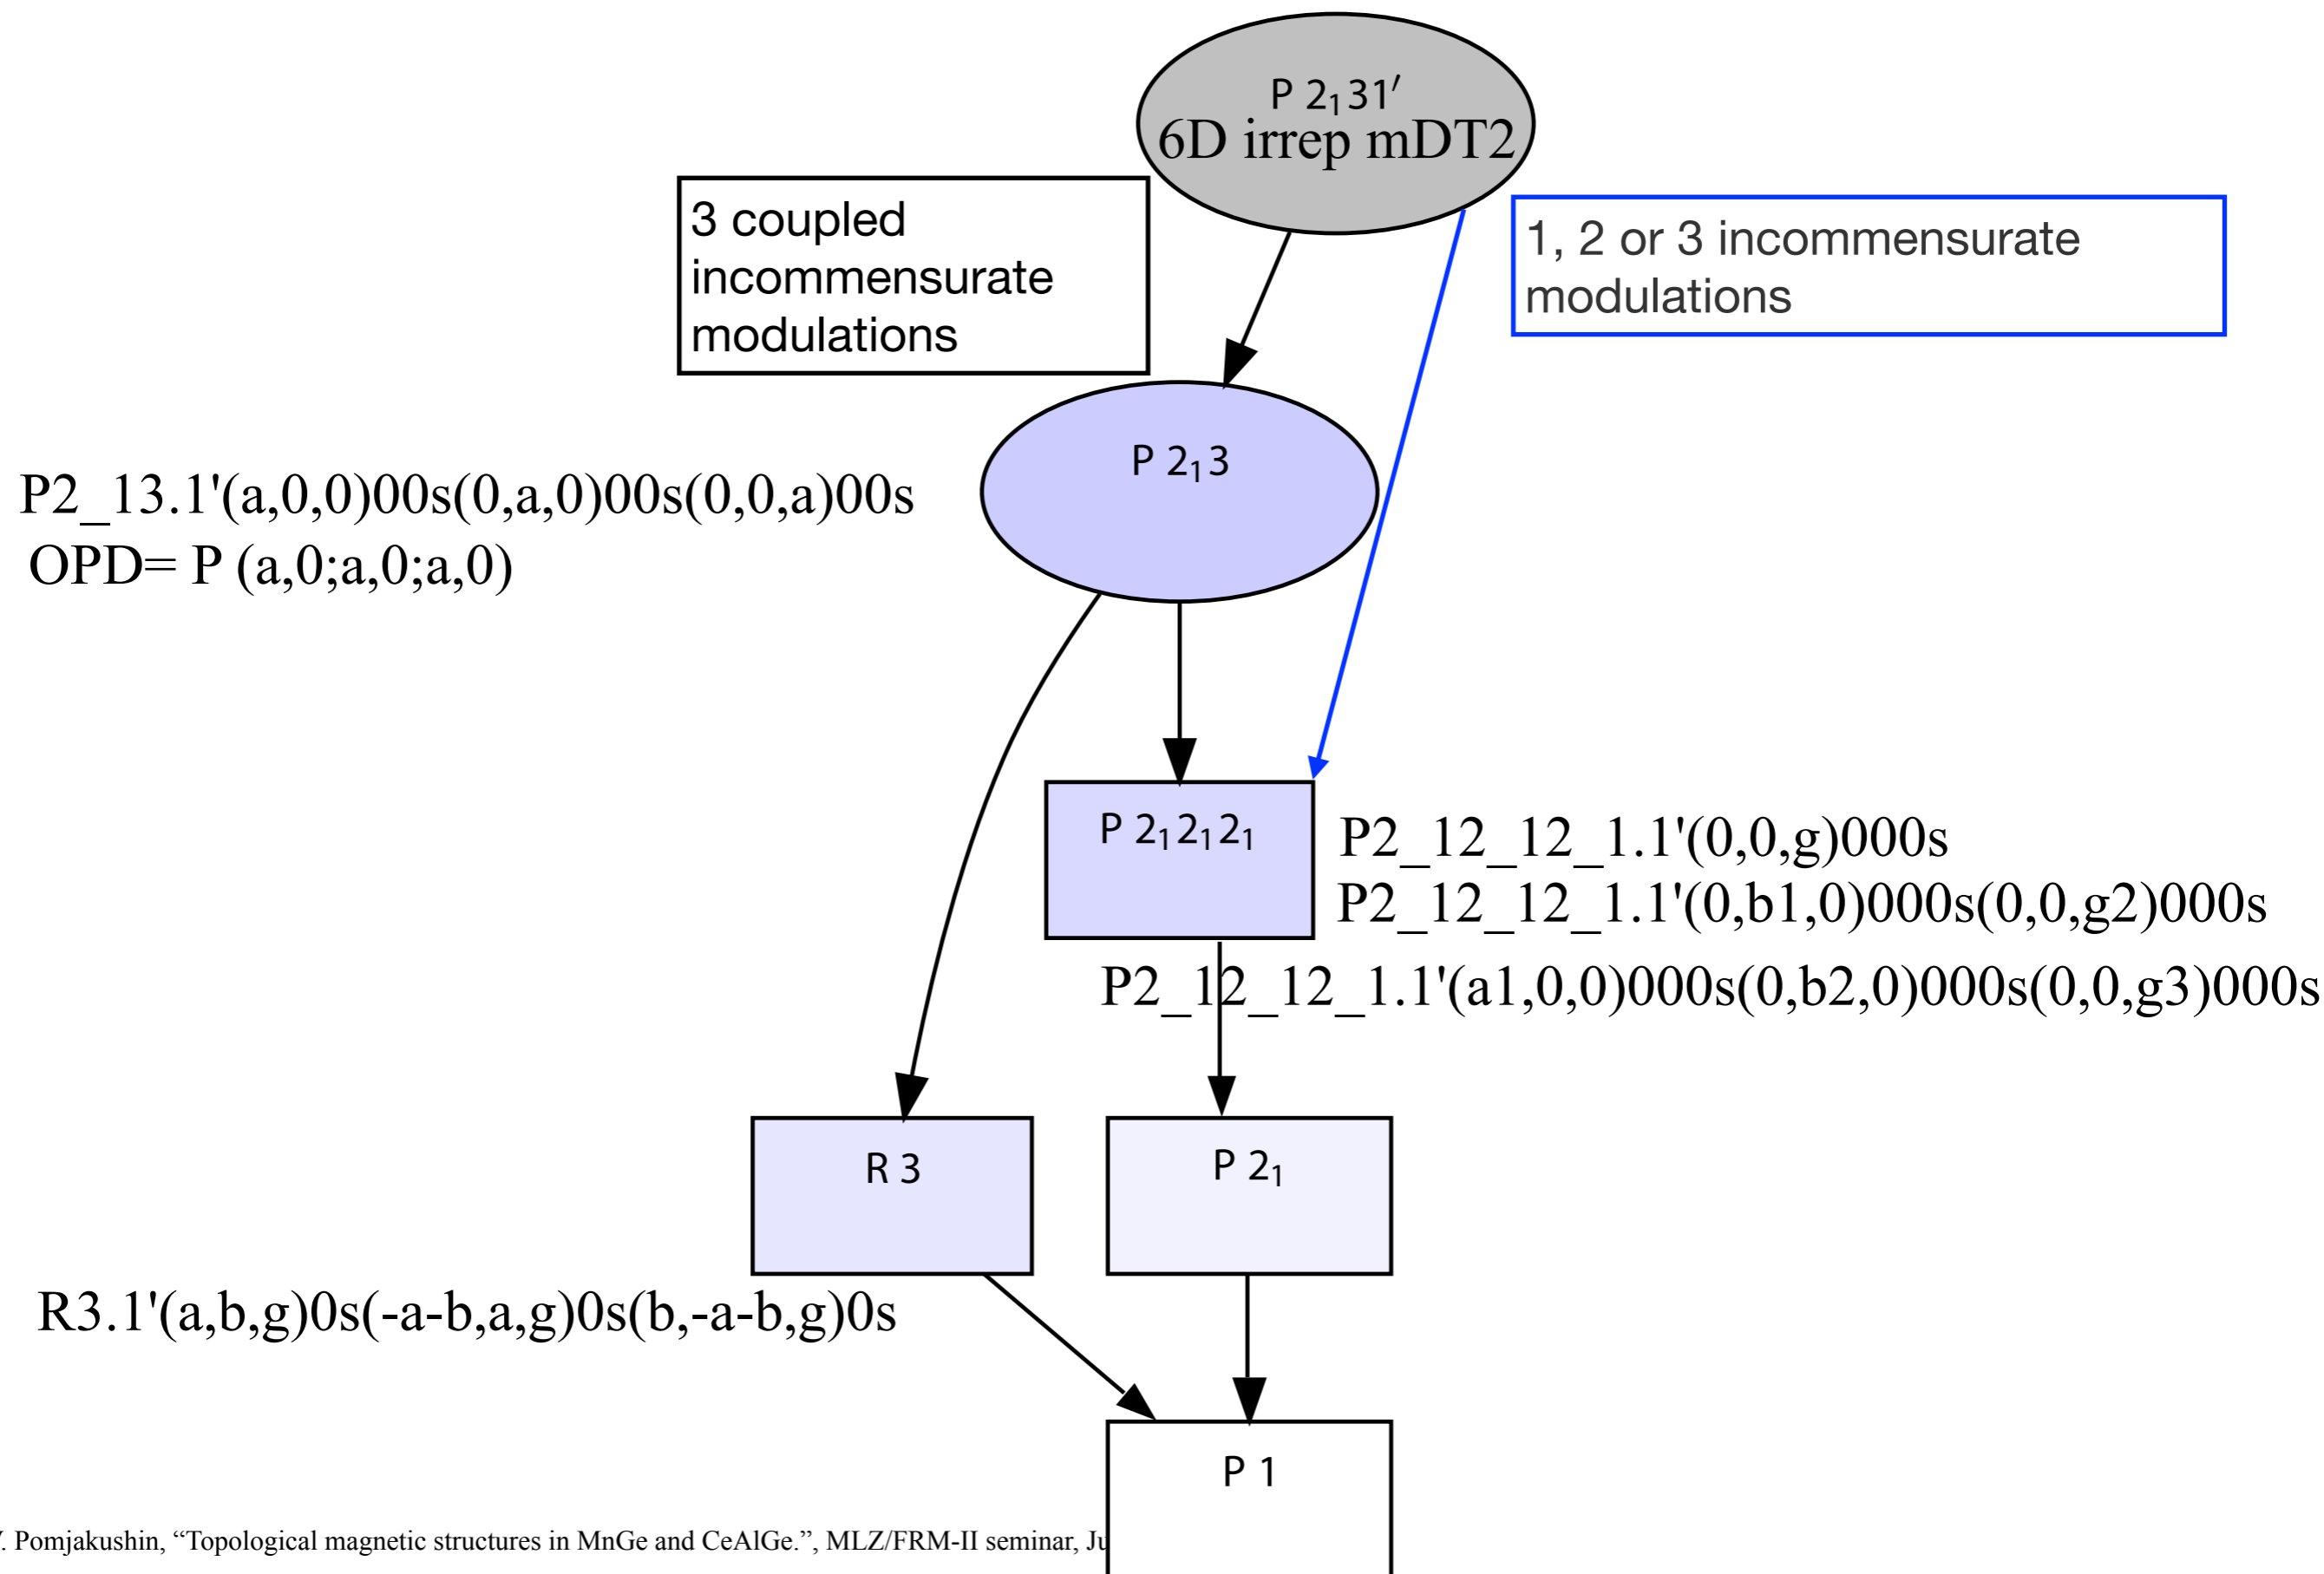 P 2₁31′
6D irrep mDT2
3 coupled
incommensurate
modulations
1, 2 or 3 incommensurate
modulations
P 2₁3
P2_13.1'(a,0,0)00s(0,a,0)00s(0,0,a)00s
OPD= P (a,0;a,0;a,0)
P 2₁2₁2₁
P2_12_12_1.1'(0,0,g)000s
P2_12_12_1.1'(0,b1,0)000s(0,0,g2)000s
P2_12_12_1.1'(a1,0,0)000s(0,b2,0)000s(0,0,g3)000s
R 3
P 2₁
R3.1'(a,b,g)0s(-a-b,a,g)0s(b,-a-b,g)0s
P 1
. Pomjakushin, “Topological magnetic structures in MnGe and CeAlGe.”, MLZ/FRM-II seminar,